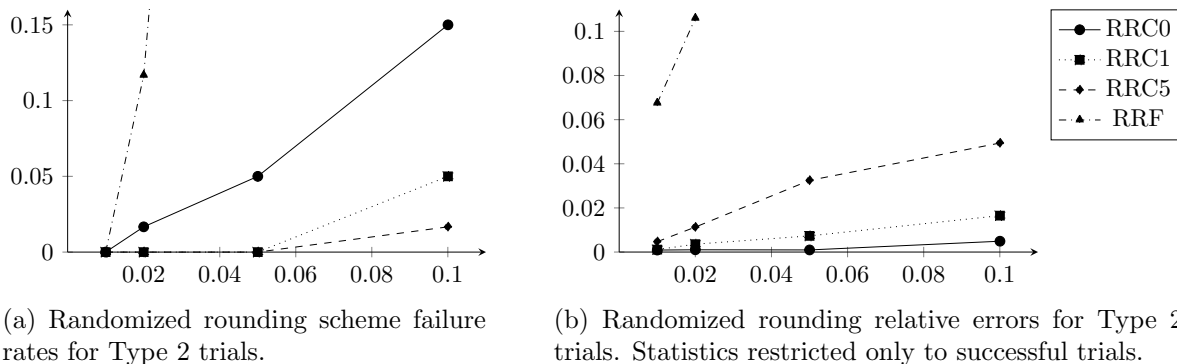 0.15
0.1
0.05
0
0.02 0.04 0.06 0.08 0.1
(a) Randomized rounding scheme failure
rates for Type 2 trials.
0.1
0.08
0.06
0.04
0.02
0
0.02 0.04 0.06 0.08 0.1
(b) Randomized rounding relative errors for Type 2
trials. Statistics restricted only to successful trials.
RRC0
RRC1
RRC5
RRF